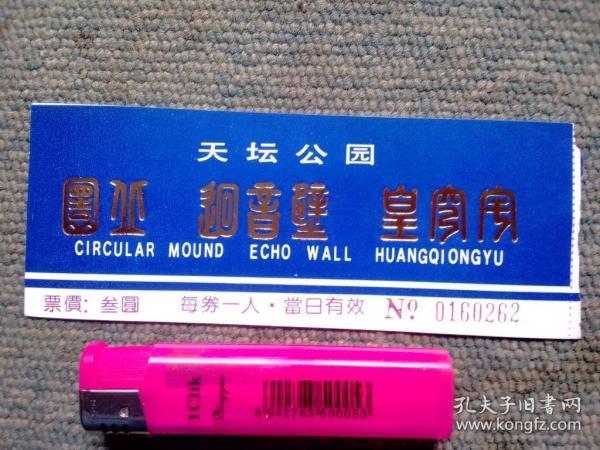 天坛公园
圜丘 迴音壁 皇穹宇
CIRCULAR MOUND ECHO WALL HUANGQIONGYU
票價：叁圓 每券一人·當日有效 № 0160262
6942783600053
孔夫子旧书网
kongfz.com